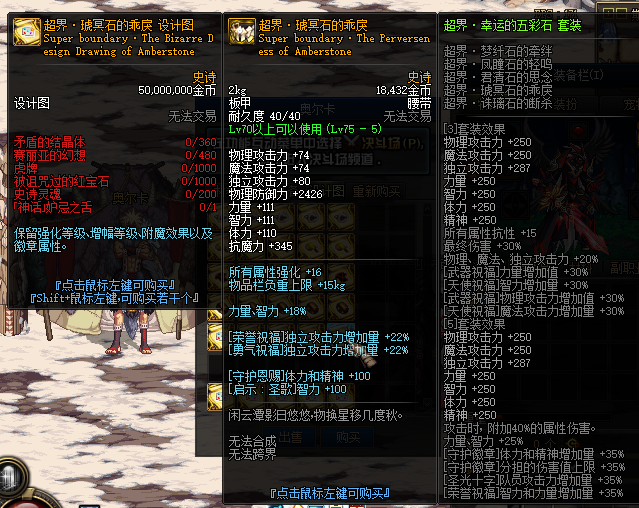 超界·琥冥石的乖戾 设计图
Super boundary · The Bizarre D
esign Drawing of Amberstone
史诗
50,000,000金币
设计图
无法交易
矛盾的结晶体 0/360
赛丽亚的幻想 0/480
虎牌 0/1000
被诅咒过的红宝石 0/1000
史诗灵魂 0/200
「神话」妒忌之舌 0/1
保留强化等级、增幅等级、附魔效果以及
徽章属性。
『点击鼠标左键可购买』
『Shift+鼠标左键，可购买若干个』
超界·琥冥石的乖戾
Super boundary · The Perversen
ess of Amberstone
史诗
2kg 18,432金币
板甲 腰带
耐久度 40/40 无法交易
Lv70以上可以使用 (Lv75 - 5)
物理攻击力 +74
魔法攻击力 +74
独立攻击力 +80
物理防御力 +2426
力量 +111
智力 +111
体力 +110
抗魔力 +345
所有属性强化 +16
物品栏负重上限 +15kg
力量、智力 +18%
[荣誉祝福]独立攻击力增加量 +22%
[勇气祝福]独立攻击力增加量 +22%
[守护恩赐]体力和精神 +100
[启示：圣歌]智力 +100
闲云潭影日悠悠，物换星移几度秋。
无法合成
无法跨界
『点击鼠标左键可购买』
超界·幸运的五彩石 套装
超界·梦纤石的牵绊
超界·凤瞳石的轻鸣
超界·君清石的思念
超界·琥冥石的乖戾
超界·诛璃石的断杀
[3]套装效果
物理攻击力 +250
魔法攻击力 +250
独立攻击力 +287
力量 +250
智力 +250
体力 +250
精神 +250
所有属性抗性 +15
最终伤害 +30%
物理、魔法、独立攻击力 +20%
[武器祝福]力量增加值 +30%
[天使祝福]智力增加量 +30%
[武器祝福]物理攻击力增加值 +30%
[天使祝福]魔法攻击力增加量 +30%
[5]套装效果
物理攻击力 +250
魔法攻击力 +250
独立攻击力 +287
力量 +250
智力 +250
体力 +250
精神 +250
攻击时，附加40%的属性伤害。
力量、智力 +25%
[守护徽章]体力和精神增加量 +35%
[守护徽章]分担的伤害值上限 +35%
[圣光十字]队员攻击力增加量 +35%
[荣誉祝福]智力和力量增加量 +35%
奥尔卡
重新购买
出售
购买
装备栏(I)